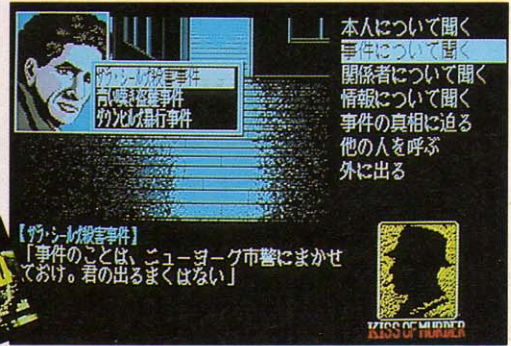 本人について聞く
事件について聞く
関係者について聞く
情報について聞く
事件の真相に迫る
他の人を呼ぶ
外に出る
サラ・シールズ殺害事件
宵の襲き盗難事件
ダウンヒルズ暴行事件
【サラ・シールズ殺害事件】
「事件のことは、ニューヨーク市警にまかせ
ておけ。君の出るまくはない」
KISS OF MURDER